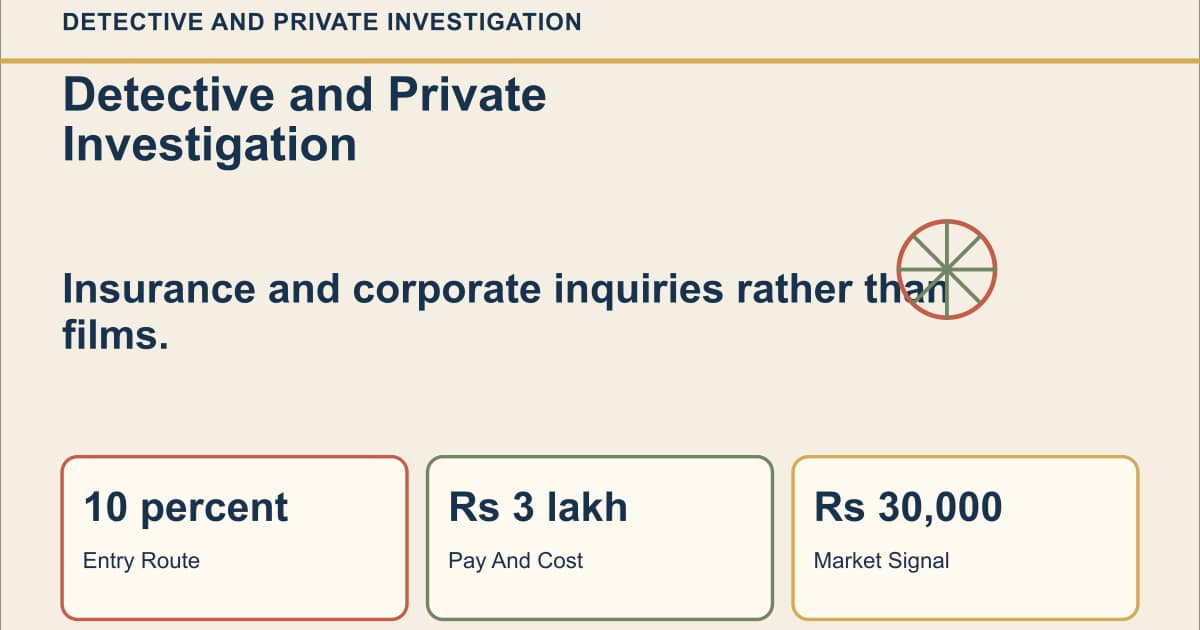 DETECTIVE AND PRIVATE INVESTIGATION
Detective and Private
Investigation
Insurance and corporate inquiries rather than
films.
10 percent
Entry Route
Rs 3 lakh
Pay And Cost
Rs 30,000
Market Signal